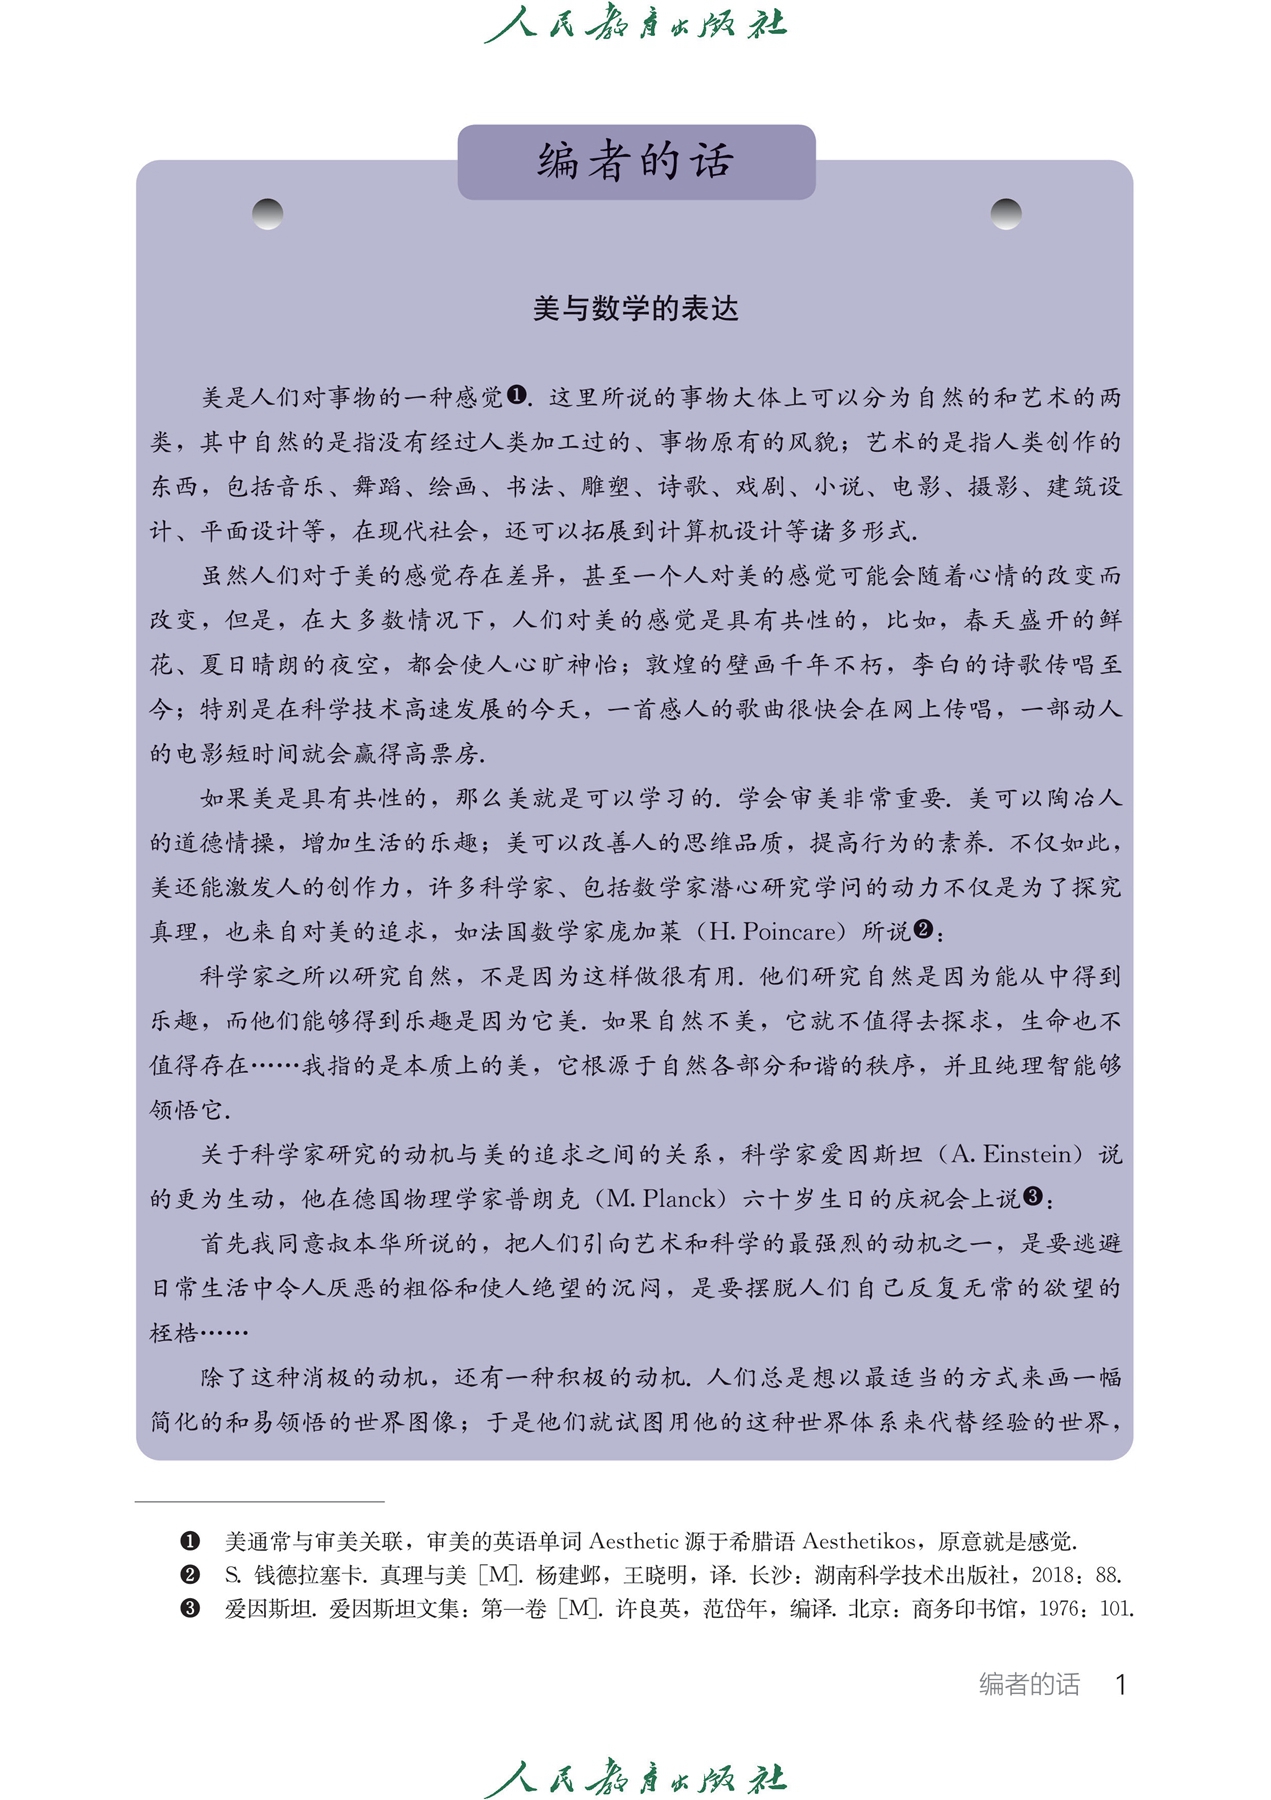 人民教育出版社
编者的话
美与数学的表达
美是人们对事物的一种感觉❶. 这里所说的事物大体上可以分为自然的和艺术的两
类，其中自然的是指没有经过人类加工过的、事物原有的风貌；艺术的是指人类创作的
东西，包括音乐、舞蹈、绘画、书法、雕塑、诗歌、戏剧、小说、电影、摄影、建筑设
计、平面设计等，在现代社会，还可以拓展到计算机设计等诸多形式.
虽然人们对于美的感觉存在差异，甚至一个人对美的感觉可能会随着心情的改变而
改变，但是，在大多数情况下，人们对美的感觉是具有共性的，比如，春天盛开的鲜
花、夏日晴朗的夜空，都会使人心旷神怡；敦煌的壁画千年不朽，李白的诗歌传唱至
今；特别是在科学技术高速发展的今天，一首感人的歌曲很快会在网上传唱，一部动人
的电影短时间就会赢得高票房.
如果美是具有共性的，那么美就是可以学习的. 学会审美非常重要. 美可以陶冶人
的道德情操，增加生活的乐趣；美可以改善人的思维品质，提高行为的素养. 不仅如此，
美还能激发人的创作力，许多科学家、包括数学家潜心研究学问的动力不仅是为了探究
真理，也来自对美的追求，如法国数学家庞加莱（H. Poincare）所说❷：
科学家之所以研究自然，不是因为这样做很有用. 他们研究自然是因为能从中得到
乐趣，而他们能够得到乐趣是因为它美. 如果自然不美，它就不值得去探求，生命也不
值得存在……我指的是本质上的美，它根源于自然各部分和谐的秩序，并且纯理智能够
领悟它.
关于科学家研究的动机与美的追求之间的关系，科学家爱因斯坦（A. Einstein）说
的更为生动，他在德国物理学家普朗克（M. Planck）六十岁生日的庆祝会上说❸：
首先我同意叔本华所说的，把人们引向艺术和科学的最强烈的动机之一，是要逃避
日常生活中令人厌恶的粗俗和使人绝望的沉闷，是要摆脱人们自己反复无常的欲望的
桎梏……
除了这种消极的动机，还有一种积极的动机. 人们总是想以最适当的方式来画一幅
简化的和易领悟的世界图像；于是他们就试图用他的这种世界体系来代替经验的世界，
❶ 美通常与审美关联，审美的英语单词 Aesthetic 源于希腊语 Aesthetikos，原意就是感觉.
❷ S. 钱德拉塞卡. 真理与美［M］. 杨建邺，王晓明，译. 长沙：湖南科学技术出版社，2018：88.
❸ 爱因斯坦. 爱因斯坦文集：第一卷［M］. 许良英，范岱年，编译. 北京：商务印书馆，1976：101.
编者的话 1
人民教育出版社